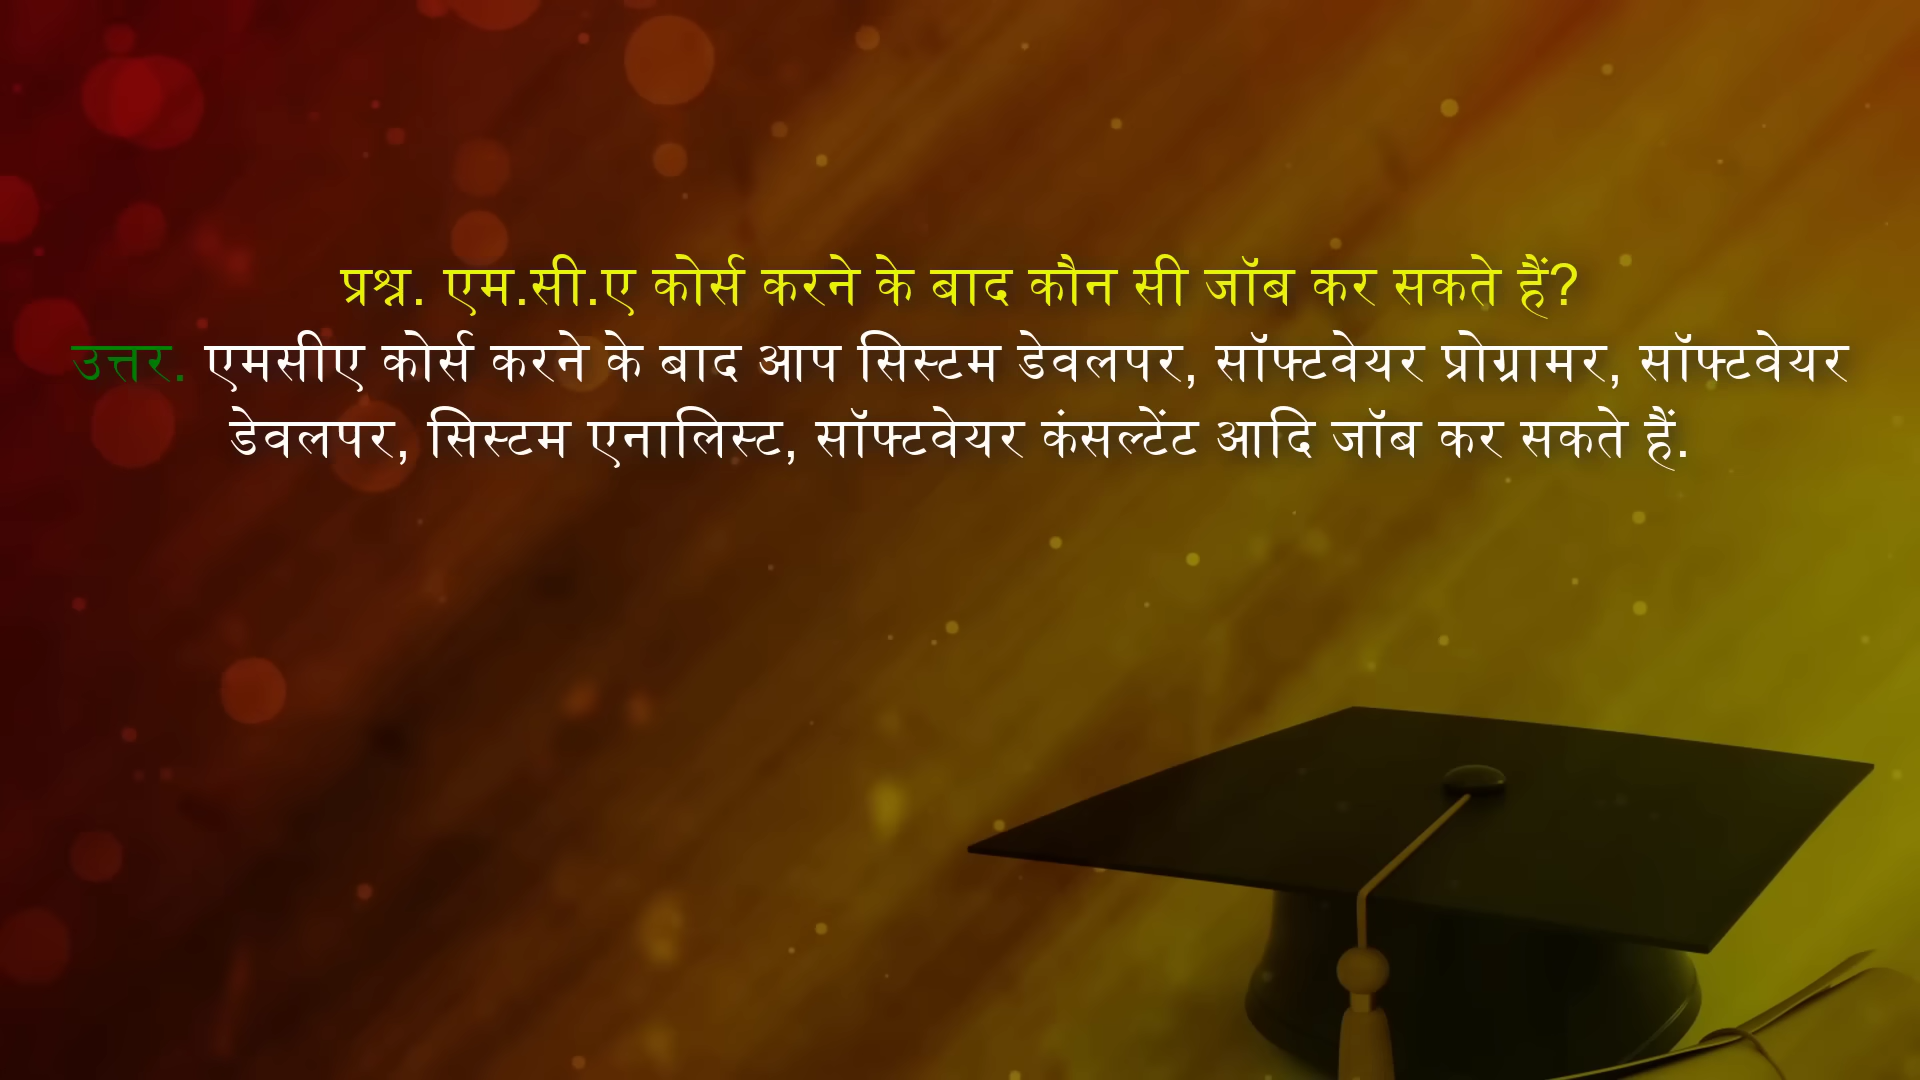 प्रश्न. एम.सी.ए कोर्स करने के बाद कौन सी जॉब कर सकते हैं?
उत्तर. एमसीए कोर्स करने के बाद आप सिस्टम डेवलपर, सॉफ्टवेयर प्रोग्रामर, सॉफ्टवेयर
डेवलपर, सिस्टम एनालिस्ट, सॉफ्टवेयर कंसल्टेंट आदि जॉब कर सकते हैं.